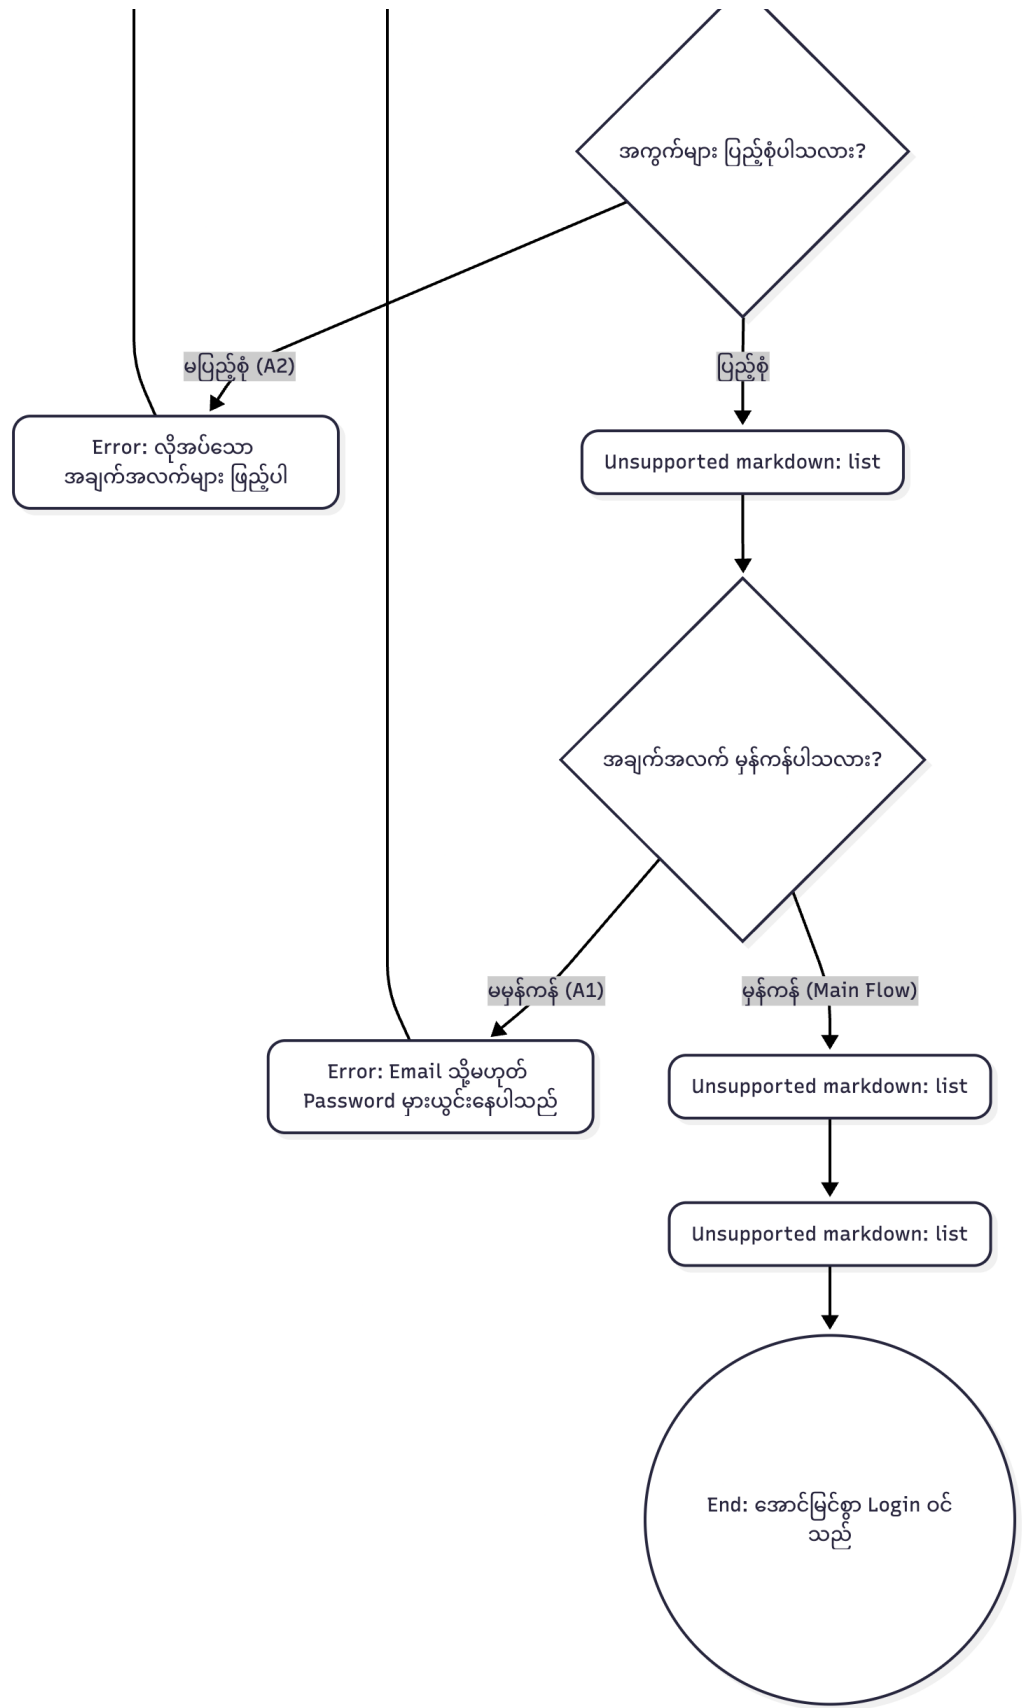 အကွက်များ ပြည့်စုံပါသလား?
မပြည့်စုံ (A2)
ပြည့်စုံ
Error: လိုအပ်သော
အချက်အလက်များ ဖြည့်ပါ
Unsupported markdown: list
အချက်အလက် မှန်ကန်ပါသလား?
မမှန်ကန် (A1)
မှန်ကန် (Main Flow)
Error: Email သို့မဟုတ်
Password မှားယွင်းနေပါသည်
Unsupported markdown: list
Unsupported markdown: list
End: အောင်မြင်စွာ Login ဝင်
သည်